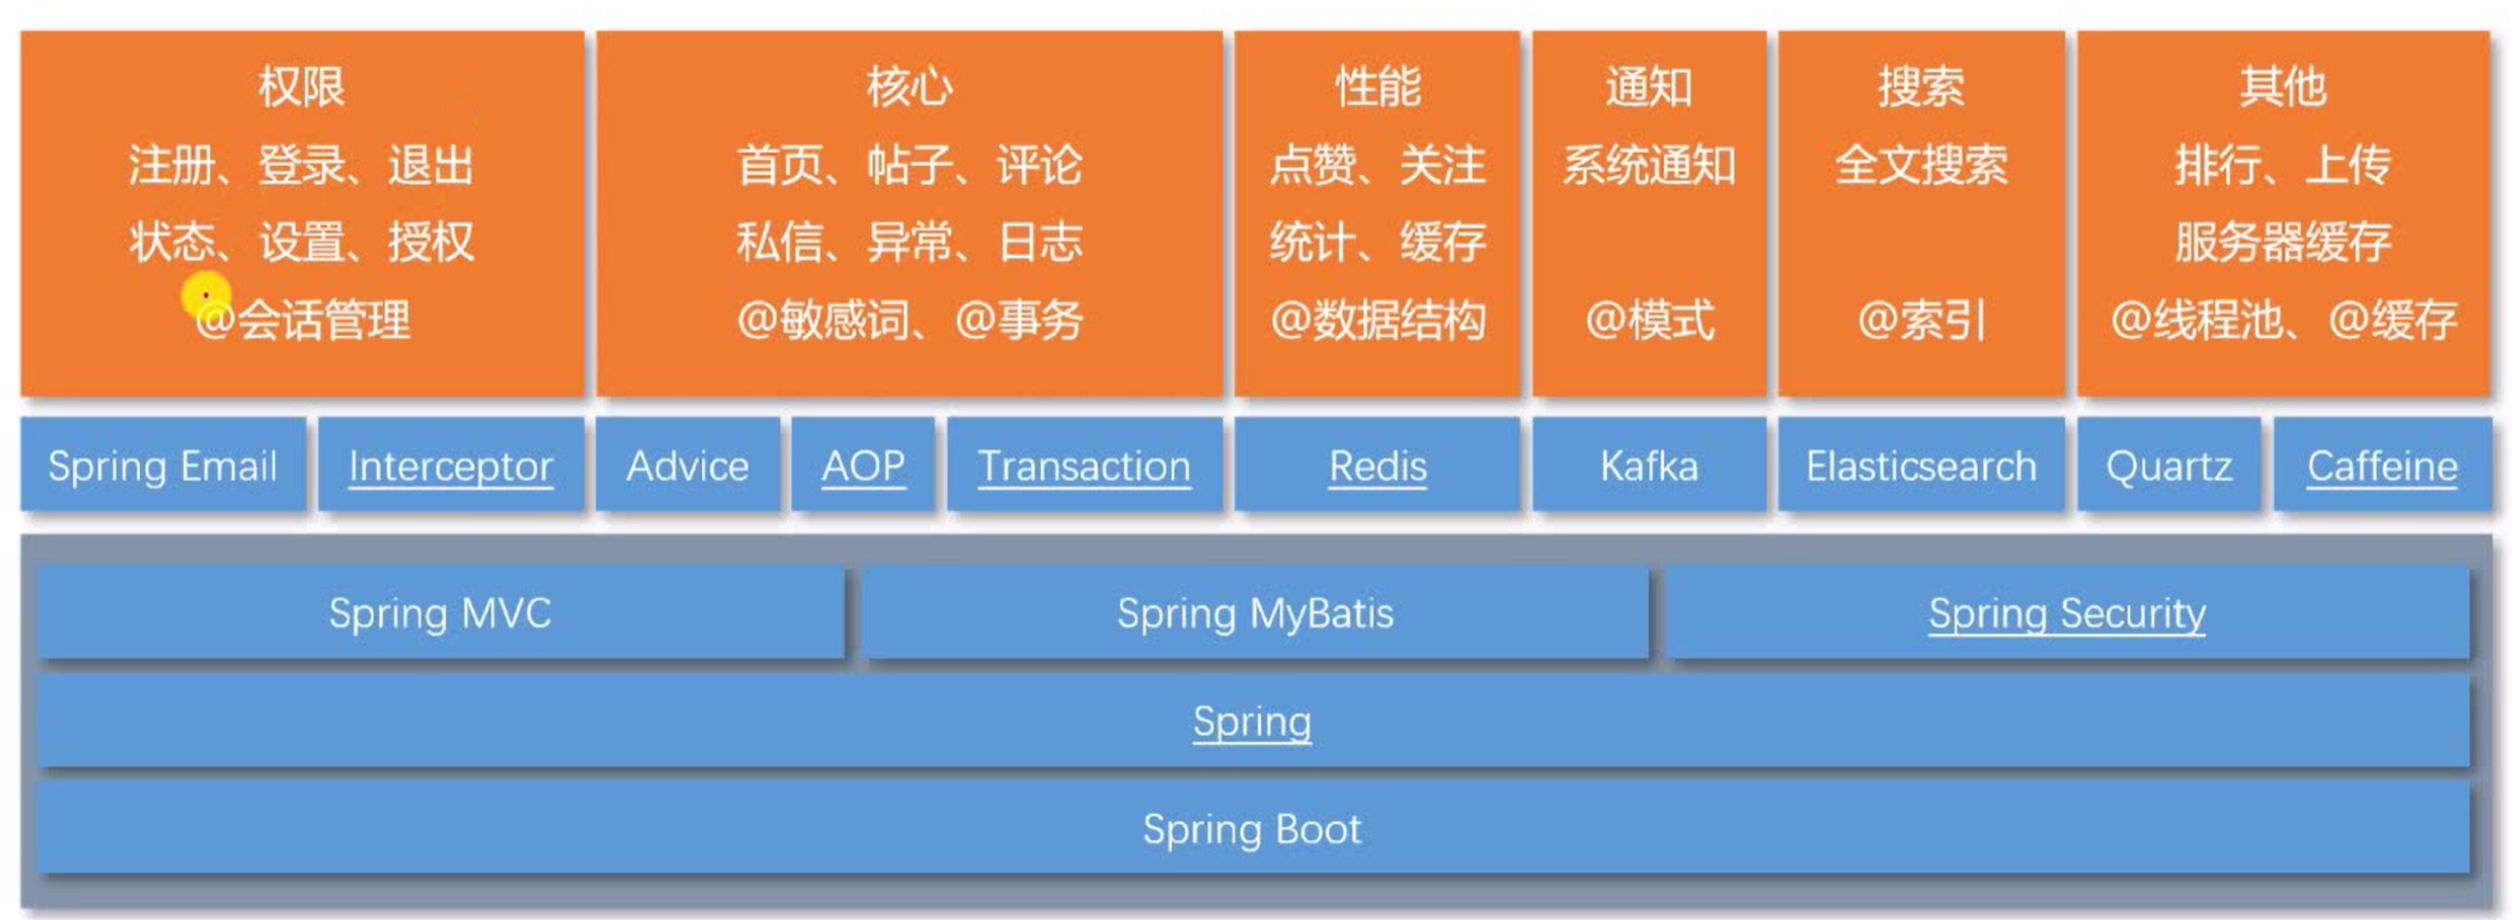 权限
注册、登录、退出
状态、设置、授权
@会话管理
核心
首页、帖子、评论
私信、异常、日志
@敏感词、@事务
性能
点赞、关注
统计、缓存
@数据结构
通知
系统通知
@模式
搜索
全文搜索
@索引
其他
排行、上传
服务器缓存
@线程池、@缓存
Spring Email
Interceptor
Advice
AOP
Transaction
Redis
Kafka
Elasticsearch
Quartz
Caffeine
Spring MVC
Spring MyBatis
Spring Security
Spring
Spring Boot